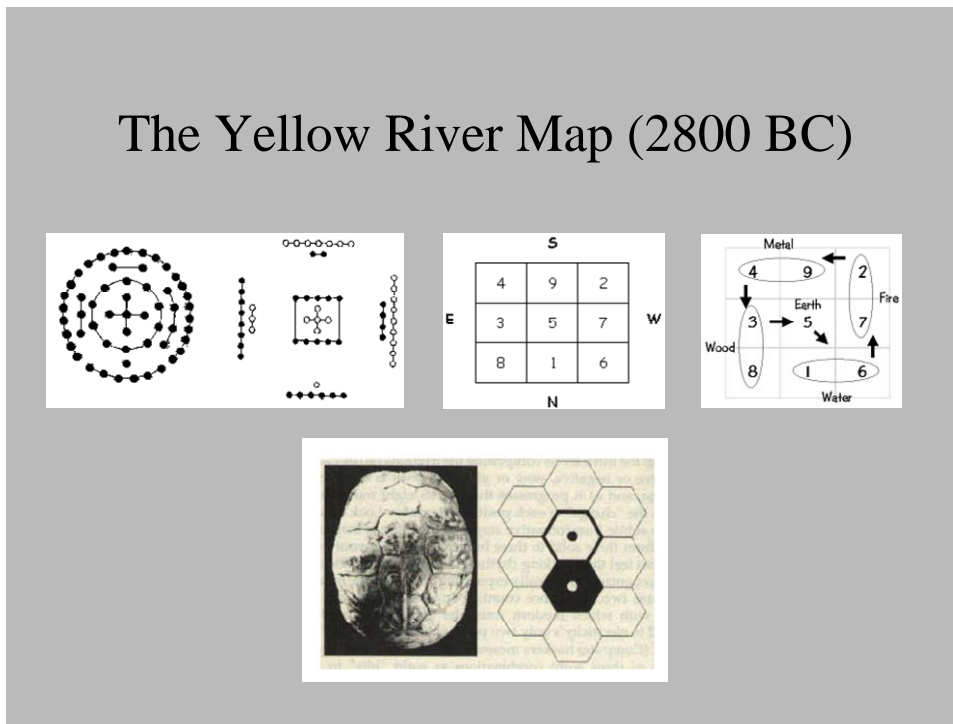 The Yellow River Map (2800 BC)
S
4 9 2
E 3 5 7 W
8 1 6
N
Metal
4 9 2
Earth Fire
3 5 7
Wood
8 1 6
Water